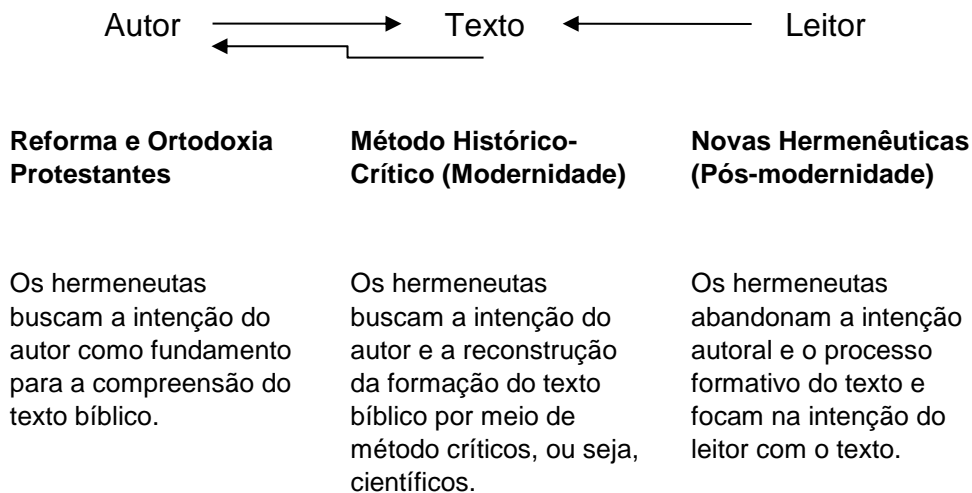 Autor Texto Leitor
Reforma e Ortodoxia
Protestantes
Método Histórico-
Crítico (Modernidade)
Novas Hermenêuticas
(Pós-modernidade)
Os hermeneutas
buscam a intenção do
autor como fundamento
para a compreensão do
texto bíblico.
Os hermeneutas
buscam a intenção do
autor e a reconstrução
da formação do texto
bíblico por meio de
método críticos, ou seja,
científicos.
Os hermeneutas
abandonam a intenção
autoral e o processo
formativo do texto e
focam na intenção do
leitor com o texto.